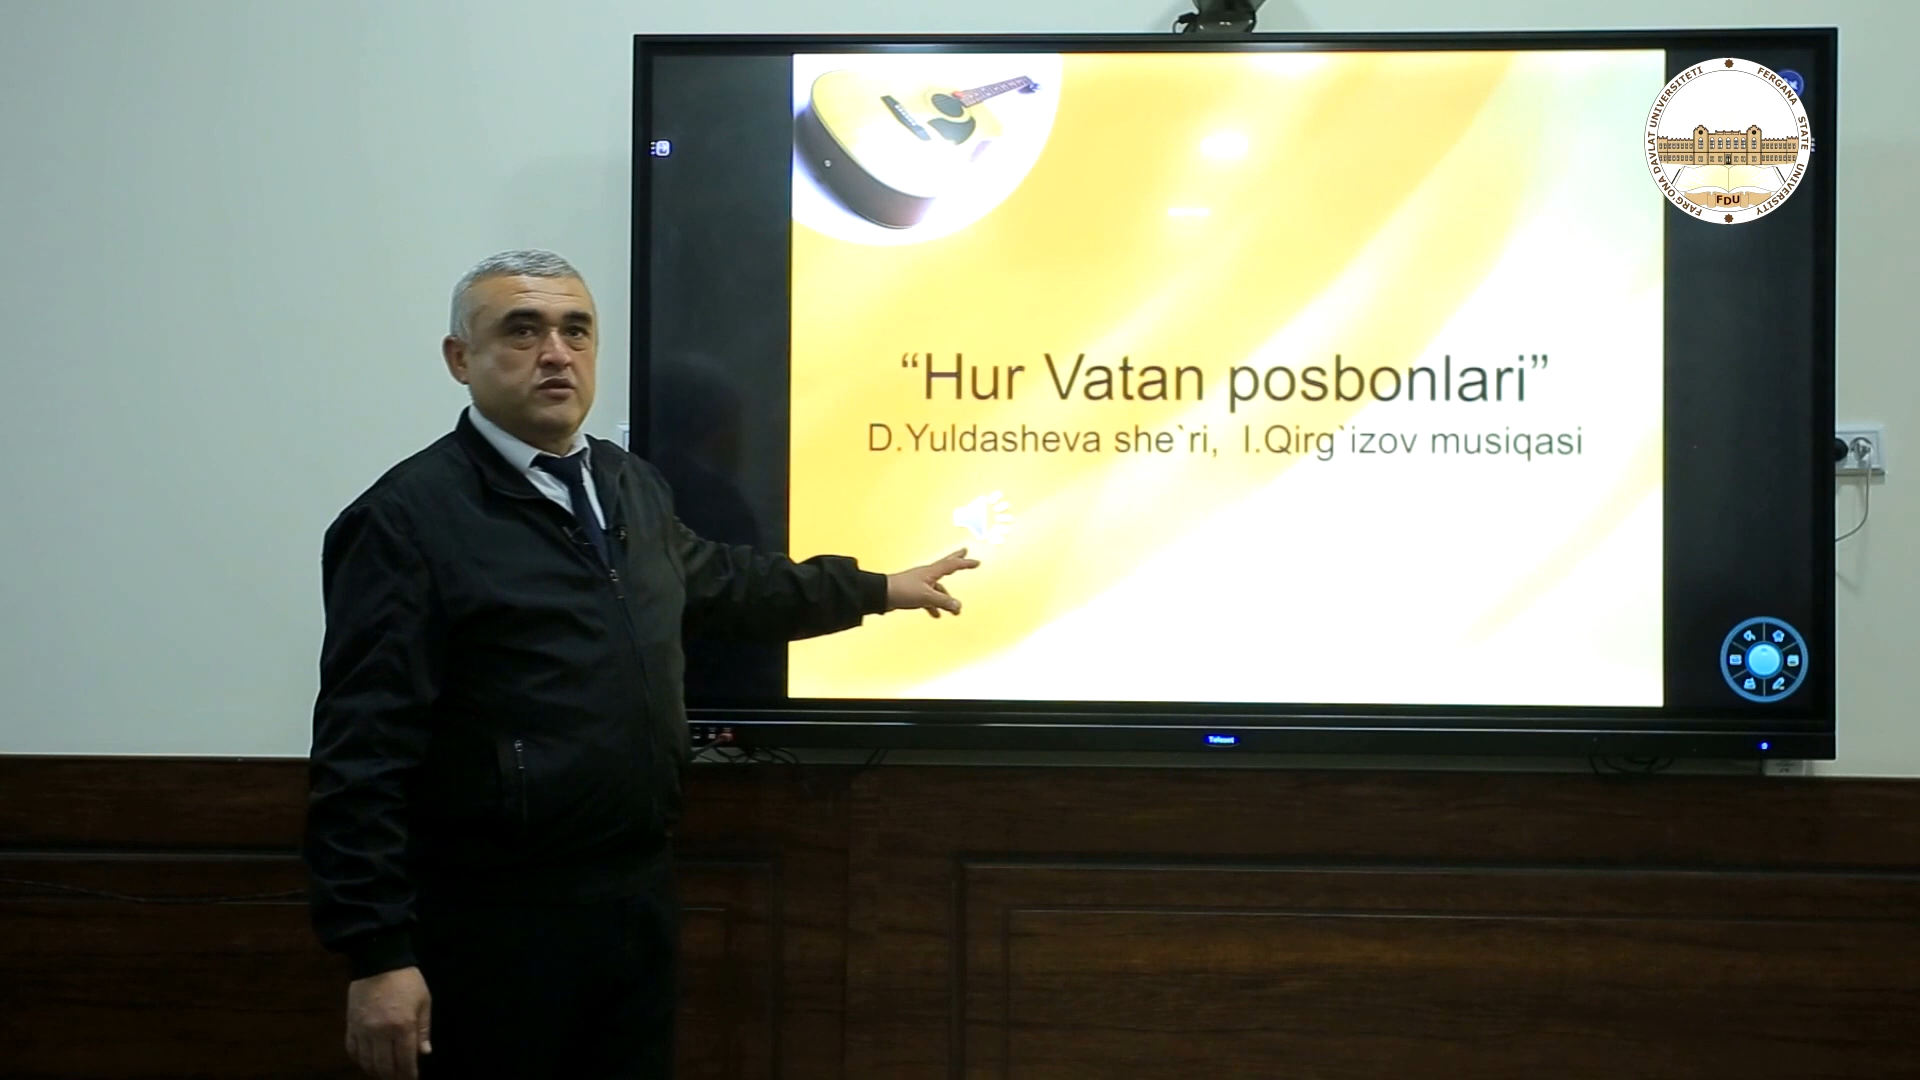 “Hur Vatan posbonlari”
D.Yuldasheva she`ri, I.Qirg`izov musiqasi
FARG'ONA DAVLAT UNIVERSITETI
FERGANA STATE UNIVERSITY
FDU